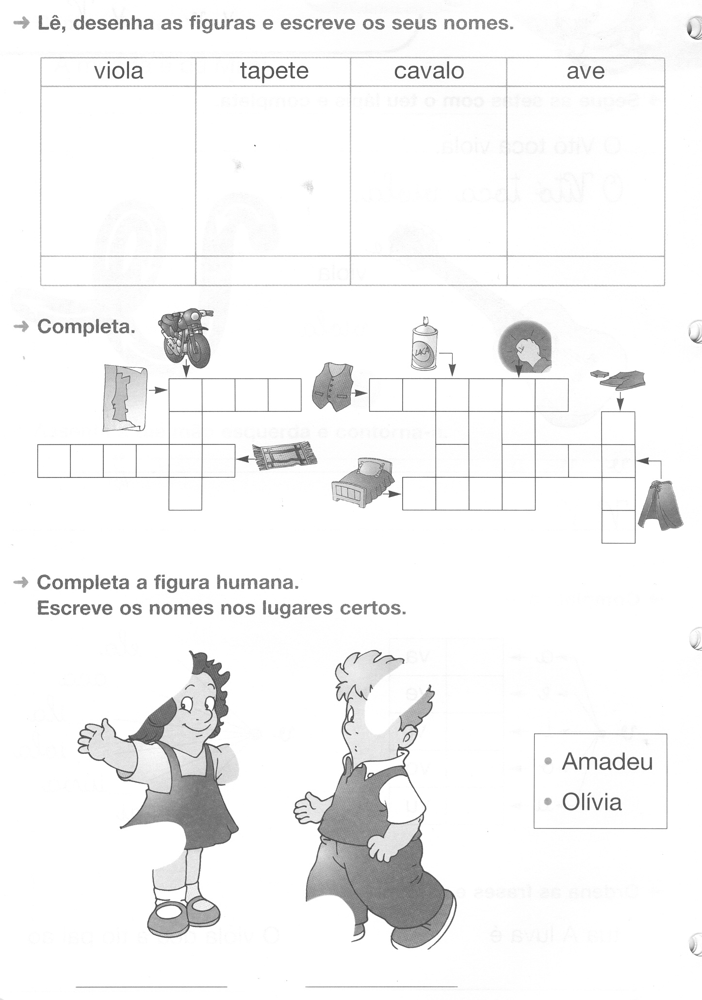 Lê, desenha as figuras e escreve os seus nomes.
viola tapete cavalo ave
Completa.
LACA
Completa a figura humana.
Escreve os nomes nos lugares certos.
• Amadeu
• Olívia